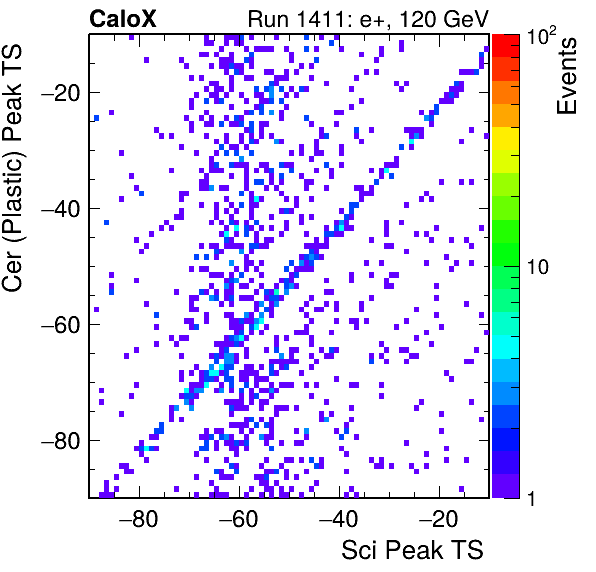 CaloX Run 1411: e+, 120 GeV
Cer (Plastic) Peak TS
−20
−40
−60
−80
−80 −60 −40 −20
Sci Peak TS
10²
10
1
Events